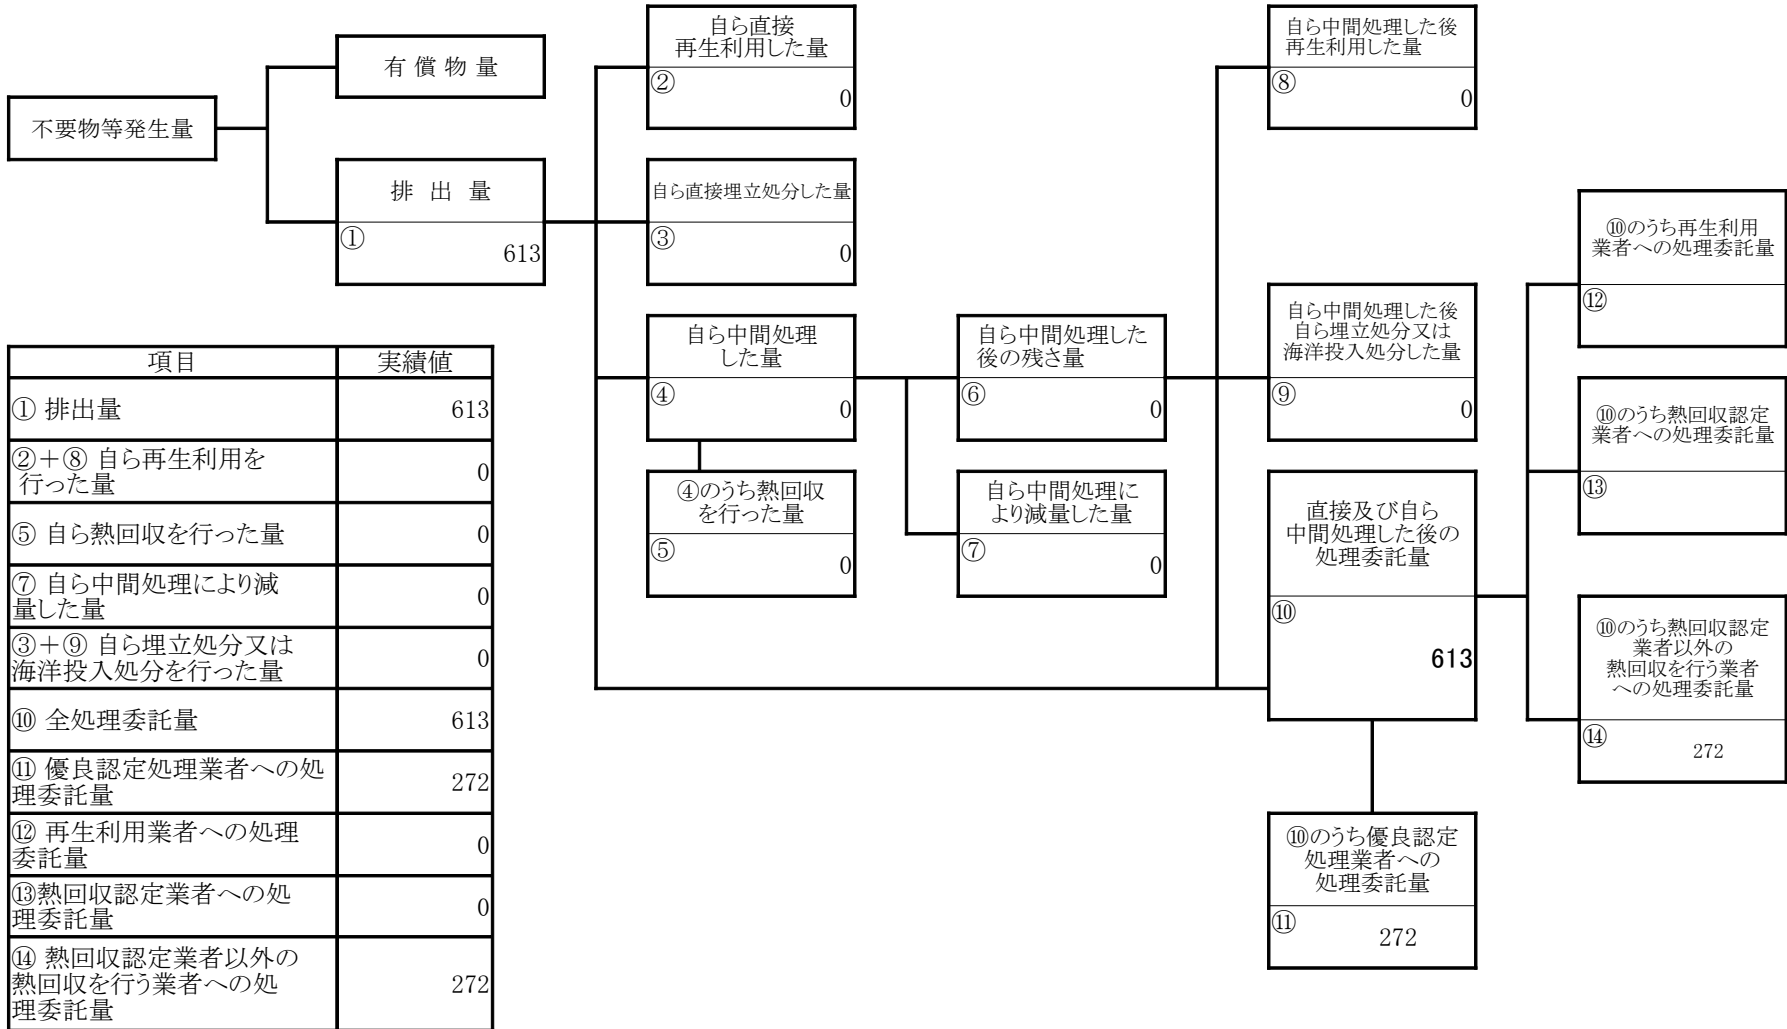 不要物等発生量
有 償 物 量
排 出 量
①
613
自ら直接
再生利用した量
②
0
自ら直接埋立処分した量
③
0
自ら中間処理
した量
④
0
④のうち熱回収
を行った量
⑤
0
自ら中間処理した
後の残さ量
⑥
0
自ら中間処理に
より減量した量
⑦
0
自ら中間処理した後
再生利用した量
⑧
0
自ら中間処理した後
自ら埋立処分又は
海洋投入処分した量
⑨
0
直接及び自ら
中間処理した後の
処理委託量
⑩
613
⑩のうち優良認定
処理業者への
処理委託量
⑪
272
⑩のうち再生利用
業者への処理委託量
⑫
⑩のうち熱回収認定
業者への処理委託量
⑬
⑩のうち熱回収認定
業者以外の
熱回収を行う業者
への処理委託量
⑭
272
項目 実績値
① 排出量 613
②＋⑧ 自ら再生利用を
行った量 0
⑤ 自ら熱回収を行った量 0
⑦ 自ら中間処理により減
量した量 0
③＋⑨ 自ら埋立処分又は
海洋投入処分を行った量 0
⑩ 全処理委託量 613
⑪ 優良認定処理業者への処
理委託量 272
⑫ 再生利用業者への処理
委託量 0
⑬熱回収認定業者への処
理委託量 0
⑭ 熱回収認定業者以外の
熱回収を行う業者への処
理委託量 272